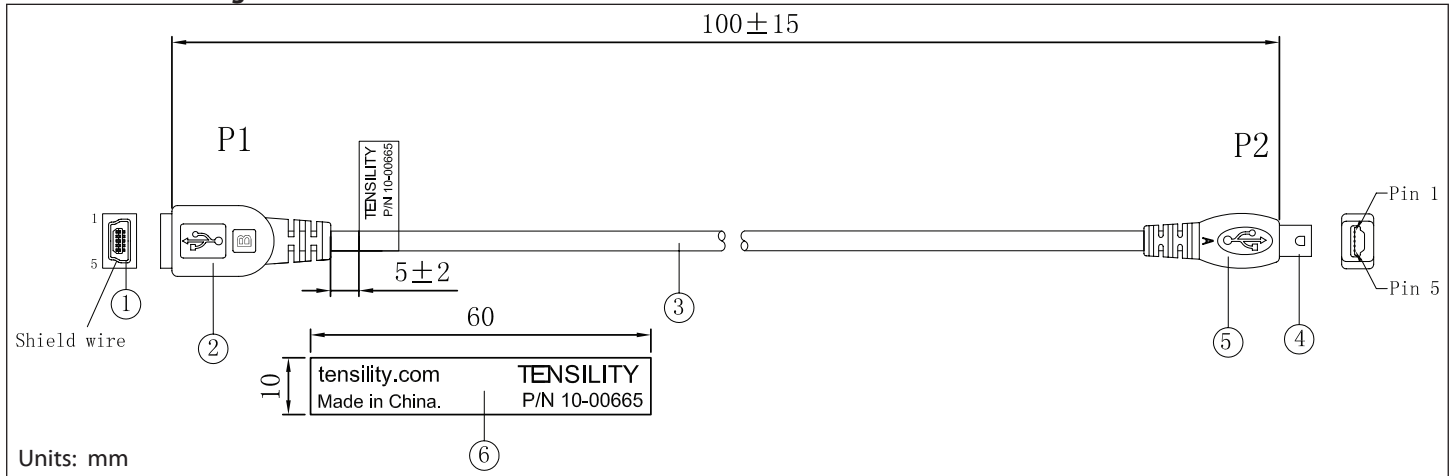 100±15
P1
P2
TENSILITY
P/N 10-00665
1
5
B
A
D
Pin 1
Pin 5
5±2
1
Shield wire
2
3
5
4
60
10
tensility.com TENSILITY
Made in China. P/N 10-00665
6
Units: mm